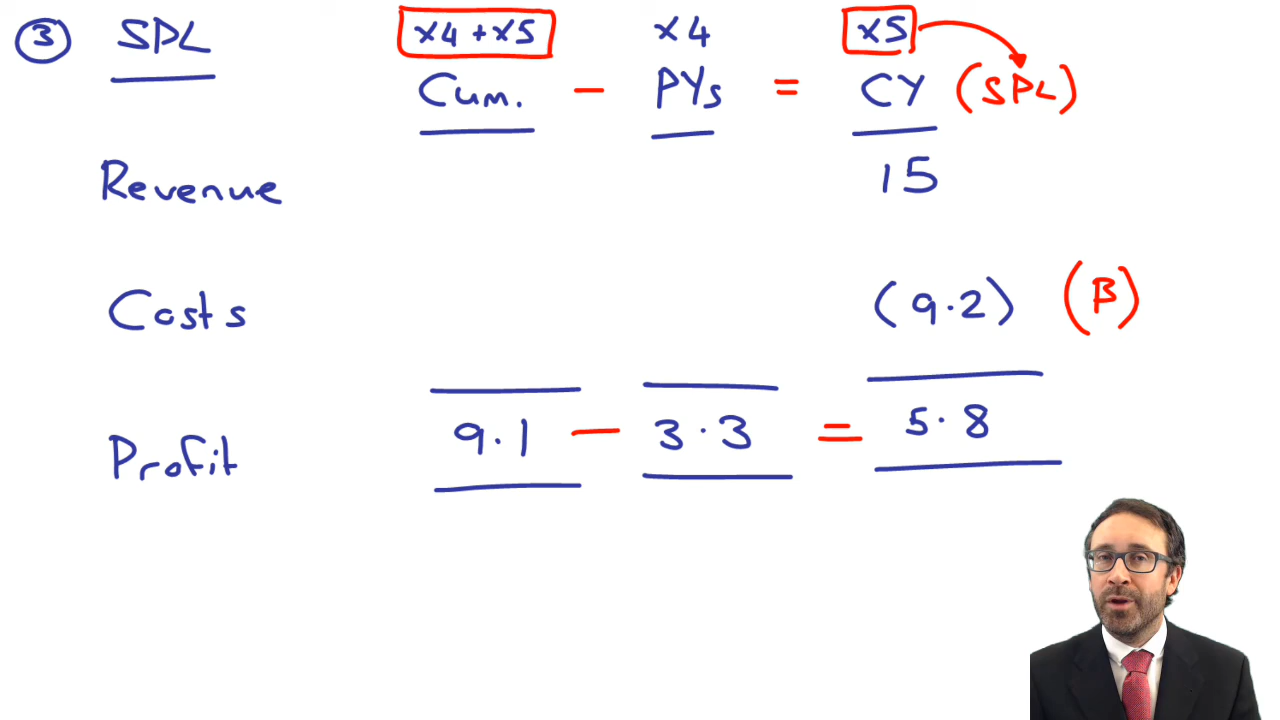 ③ SPL X4 + X5 X4 X5
Cum. - PYs = CY (SPL)
Revenue 15
Costs (9.2) (B)
Profit 9.1 - 3.3 = 5.8